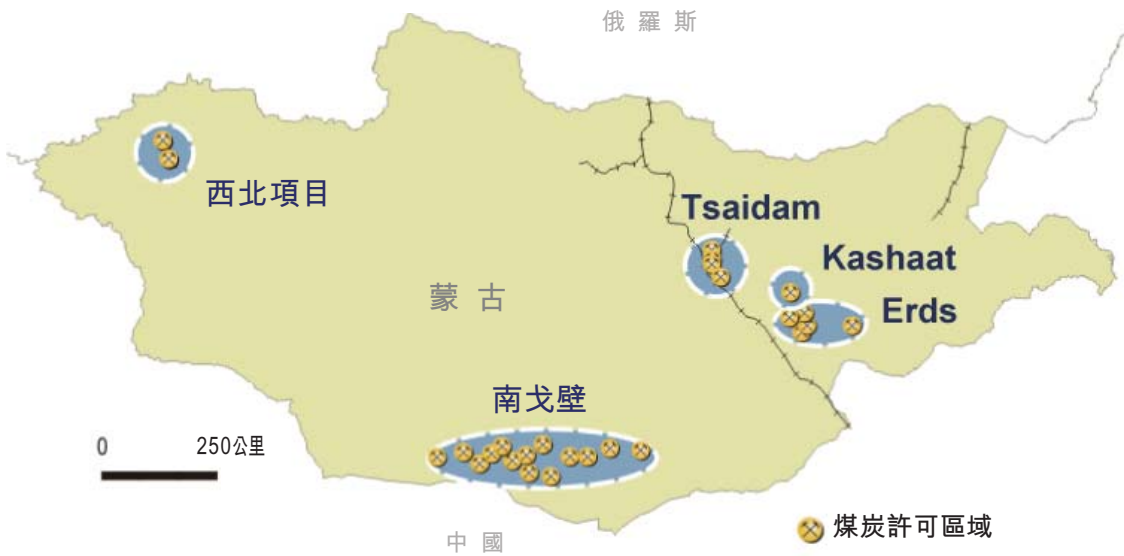 俄羅斯
西北項目
Tsaidam
Kashaat
蒙古
Erds
南戈壁
0 250公里
煤炭許可區域
中國